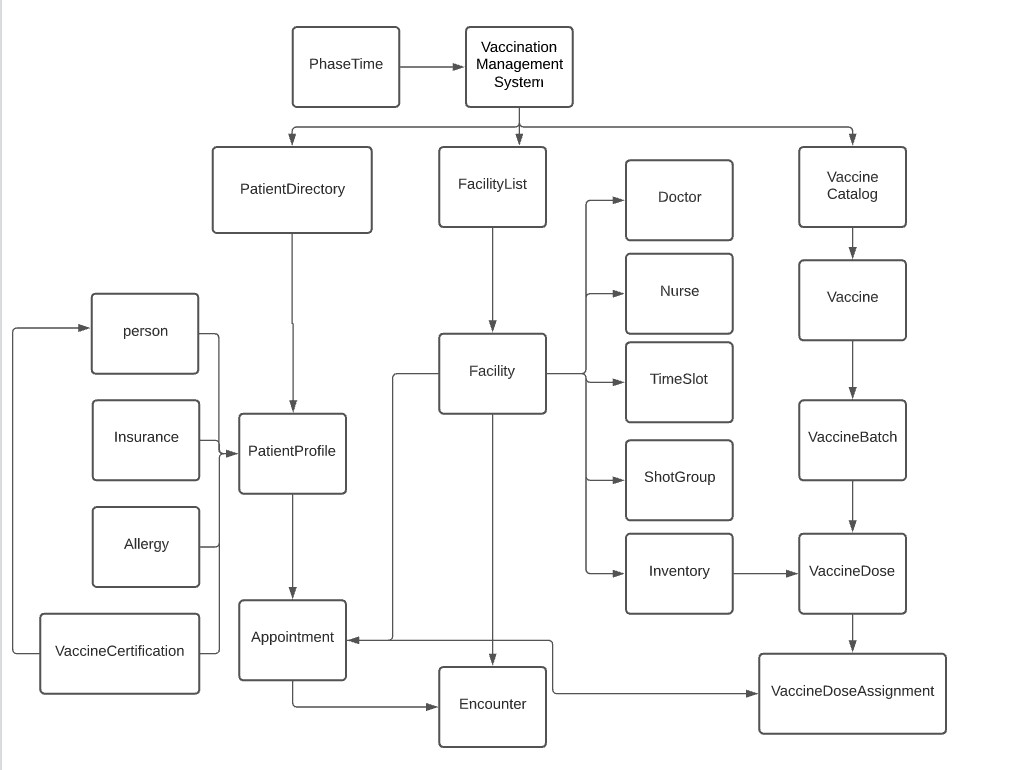 PhaseTime
Vaccination
Management
System
PatientDirectory
FacilityList
Doctor
Vaccine
Catalog
Nurse
Vaccine
person
Facility
TimeSlot
Insurance
PatientProfile
VaccineBatch
ShotGroup
Allergy
Inventory
VaccineDose
VaccineCertification
Appointment
Encounter
VaccineDoseAssignment